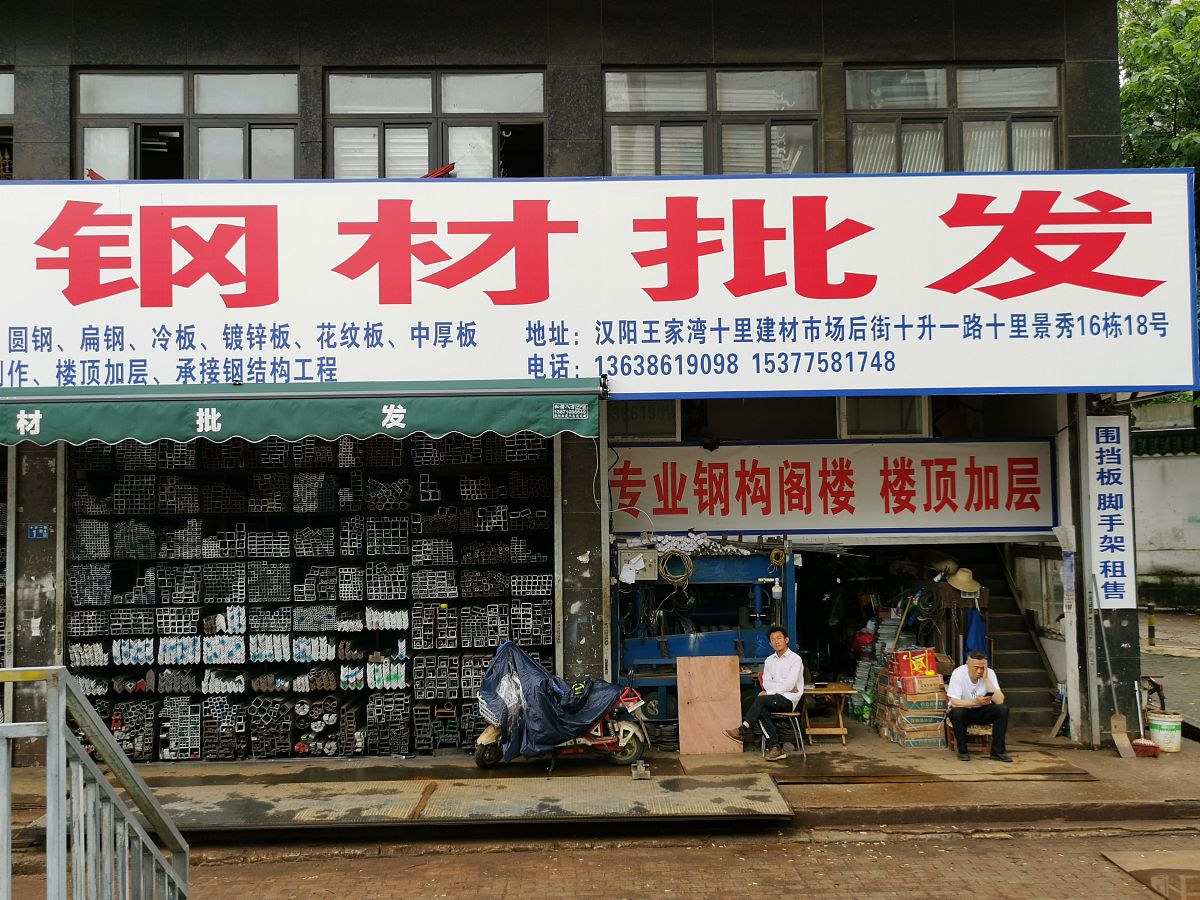 钢材批发
圆钢、扁钢、冷板、镀锌板、花纹板、中厚板
作、楼顶加层、承接钢结构工程
地址：汉阳王家湾十里建材市场后街十升一路十里景秀16栋18号
电话：13638619098 15377581748
材 批 发
专业钢构阁楼 楼顶加层
围挡板 脚手架 租售